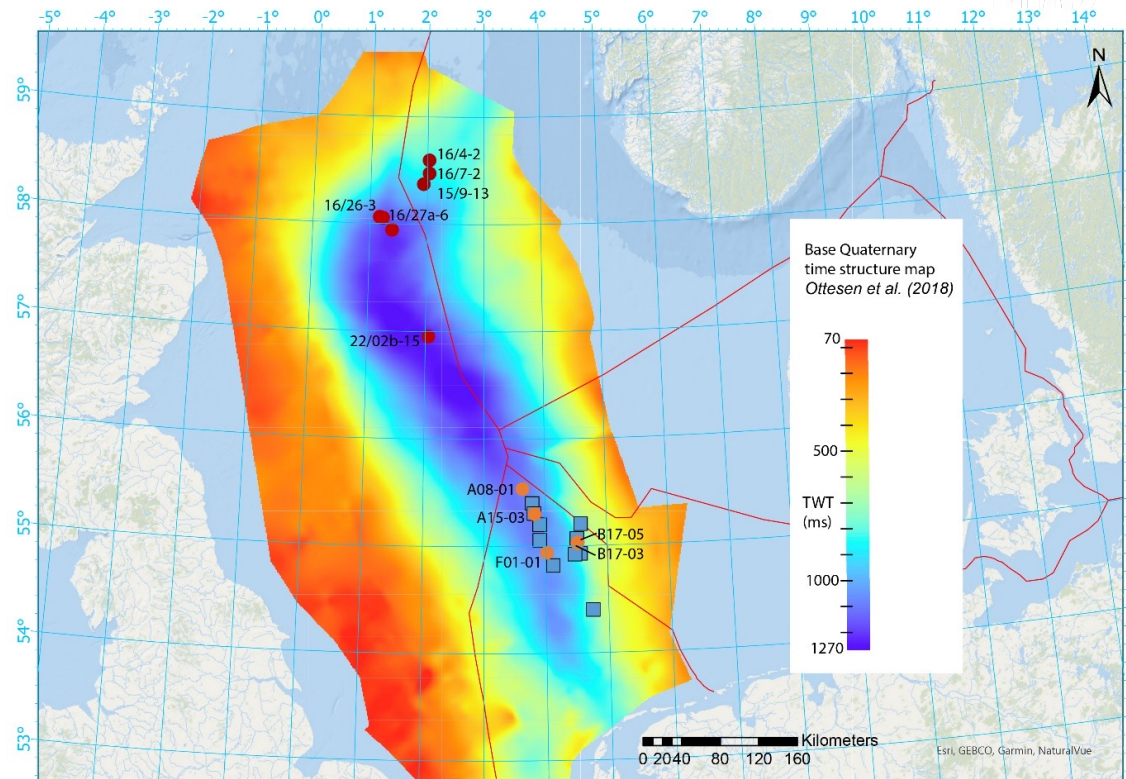 -5° -4° -3° -2° -1° 0° 1° 2° 3° 4° 5° 6° 7° 8° 9° 10° 11° 12° 13° 14°
N
59°
58°
57°
56°
55°
54°
53°
16/4-2
16/7-2
15/9-13
16/26-3
16/27a-6
22/02b-15
A08-01
A15-03
B17-05
B17-03
F01-01
Base Quaternary
time structure map
Ottesen et al. (2018)
70
500
TWT
(ms)
1000
1270
Kilometers
0 20 40 80 120 160
Esri, GEBCO, Garmin, NaturalVue